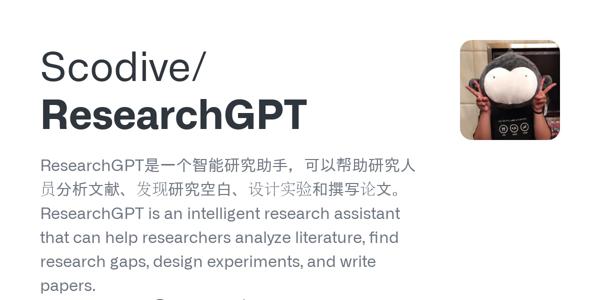 Scodive/
ResearchGPT
ResearchGPT是一个智能研究助手，可以帮助研究人
员分析文献、发现研究空白、设计实验和撰写论文。
ResearchGPT is an intelligent research assistant
that can help researchers analyze literature, find
research gaps, design experiments, and write
papers.